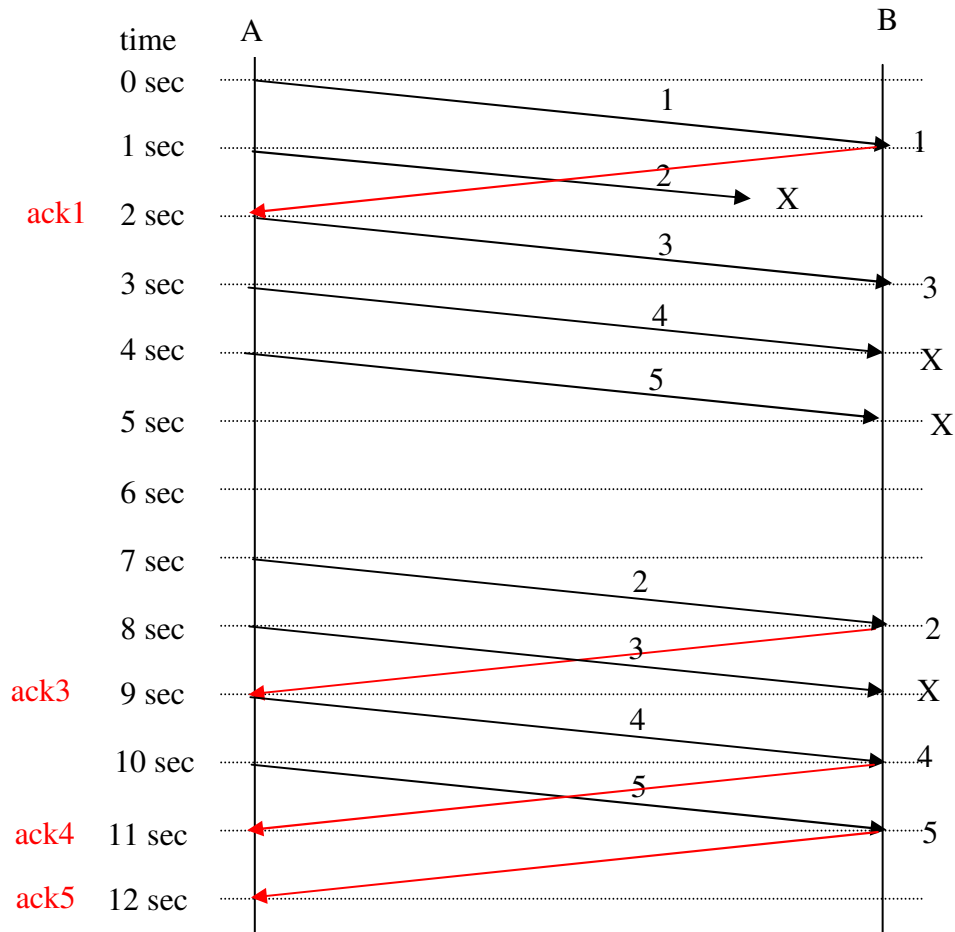 time A B
0 sec
1
1 sec 1
2 X
ack1 2 sec
3
3 sec 3
4
4 sec X
5
5 sec X
6 sec
7 sec
2
8 sec 2
3
ack3 9 sec X
4
10 sec 4
5
ack4 11 sec 5
ack5 12 sec